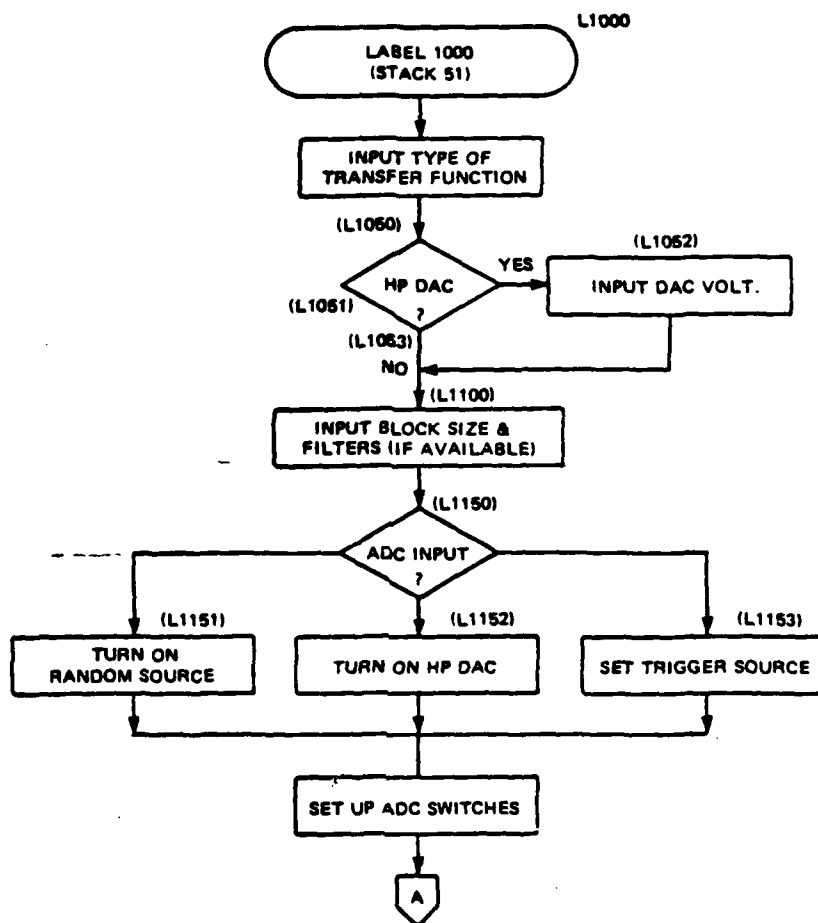 L1000
LABEL 1000
(STACK 51)
INPUT TYPE OF
TRANSFER FUNCTION
(L1050)
HP DAC
?
(L1051)
YES
(L1052)
INPUT DAC VOLT.
(L1053)
NO
(L1100)
INPUT BLOCK SIZE &
FILTERS (IF AVAILABLE)
(L1150)
ADC INPUT
?
(L1151)
TURN ON
RANDOM SOURCE
(L1152)
TURN ON HP DAC
(L1153)
SET TRIGGER SOURCE
SET UP ADC SWITCHES
A